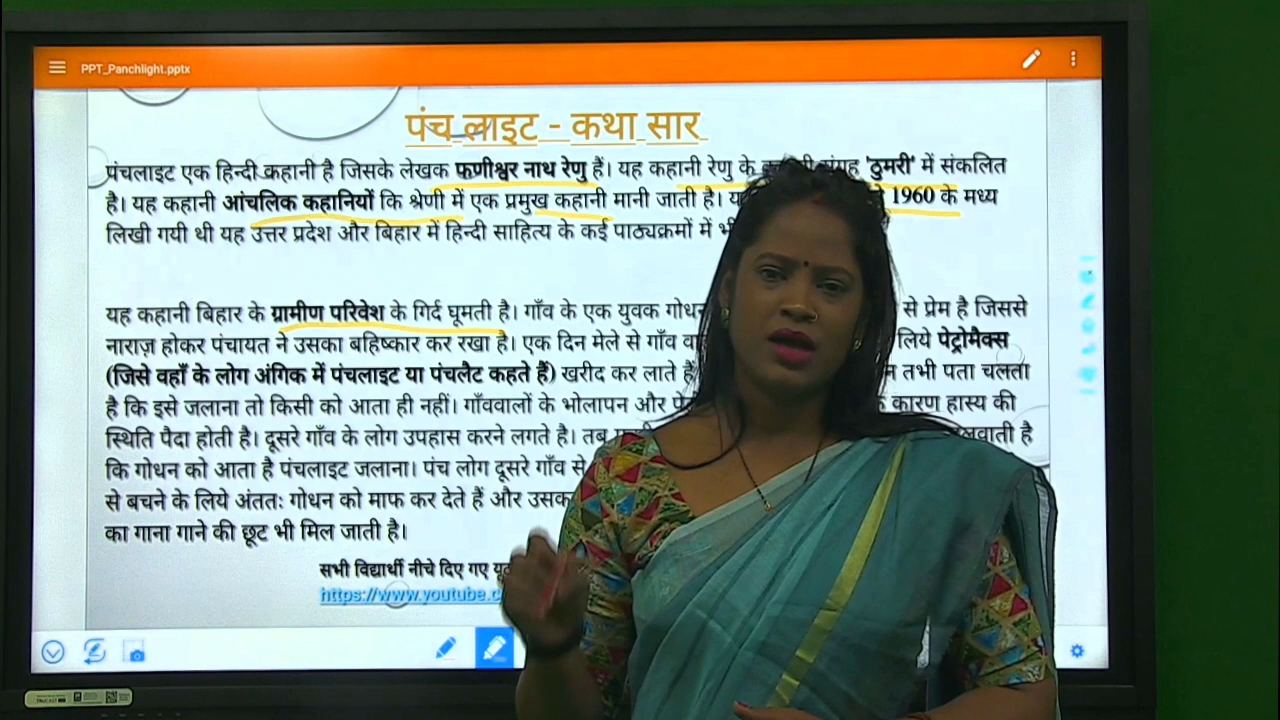 PPT_Panchlight.pptx
पंच लाइट - कथा सार
पंचलाइट एक हिन्दी कहानी है जिसके लेखक फणीश्वर नाथ रेणु हैं। यह कहानी रेणु के संग्रह 'ठुमरी' में संकलित
है। यह कहानी आंचलिक कहानियों कि श्रेणी में एक प्रमुख कहानी मानी जाती है। 1960 के मध्य
लिखी गयी थी यह उत्तर प्रदेश और बिहार में हिन्दी साहित्य के कई पाठ्यक्रमों में
यह कहानी बिहार के ग्रामीण परिवेश के गिर्द घूमती है। गाँव के एक युवक गोधन से प्रेम है जिससे
नाराज़ होकर पंचायत ने उसका बहिष्कार कर रखा है। एक दिन मेले से गाँव लिये पेट्रोमैक्स
(जिसे वहाँ के लोग अंगिक में पंचलाइट या पंचलैट कहते हैं) खरीद कर लाते हैं तभी पता चलता
है कि इसे जलाना तो किसी को आता ही नहीं। गाँववालों के भोलापन और कारण हास्य की
स्थिति पैदा होती है। दूसरे गाँव के लोग उपहास करने लगते है। तब है
कि गोधन को आता है पंचलाइट जलाना। पंच लोग दूसरे गाँव से
से बचने के लिये अंततः गोधन को माफ कर देते हैं और उसका
का गाना गाने की छूट भी मिल जाती है।
सभी विद्यार्थी नीचे दिए गए
https://www.youtube.c